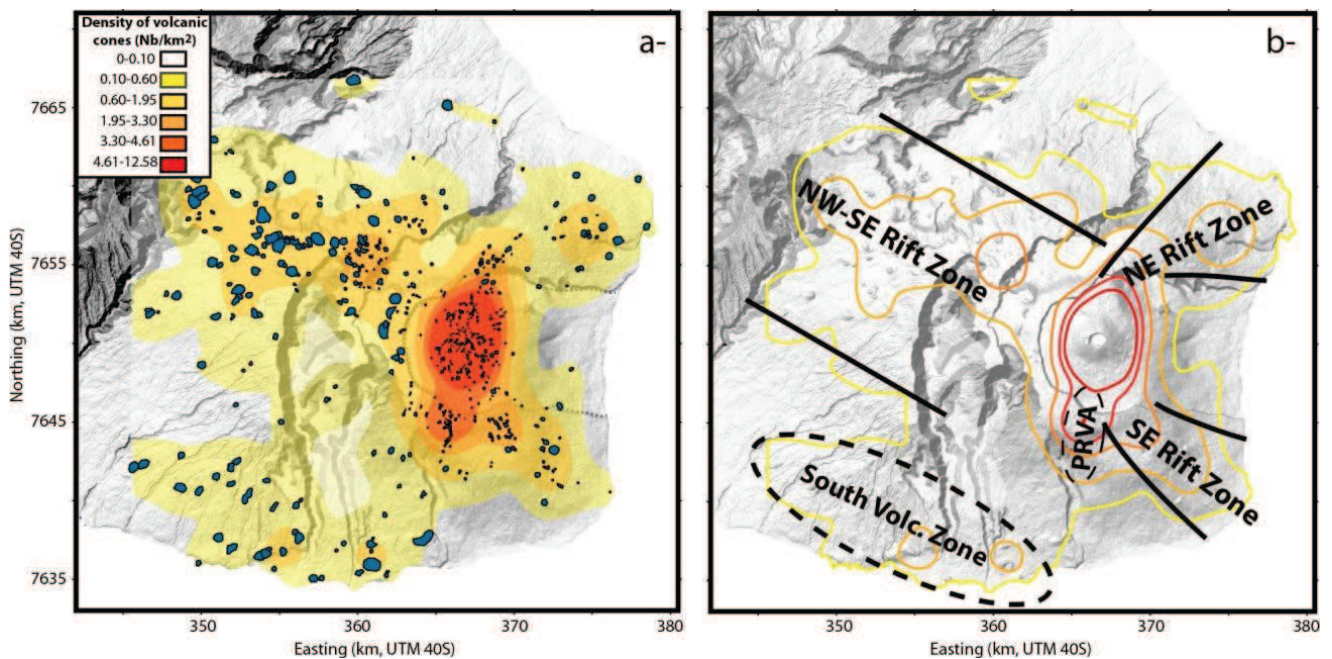 Density of volcanic
cones (Nb/km2)
0-0.10
0.10-0.60
0.60-1.95
1.95-3.30
3.30-4.61
4.61-12.58
a-
7665
7655
7645
7635
Northing (km, UTM 40S)
350
360
370
380
Easting (km, UTM 40S)
b-
NW-SE Rift Zone
NE Rift Zone
PRVA
SE Rift Zone
South Volc. Zone
350
360
370
380
Easting (km, UTM 40S)